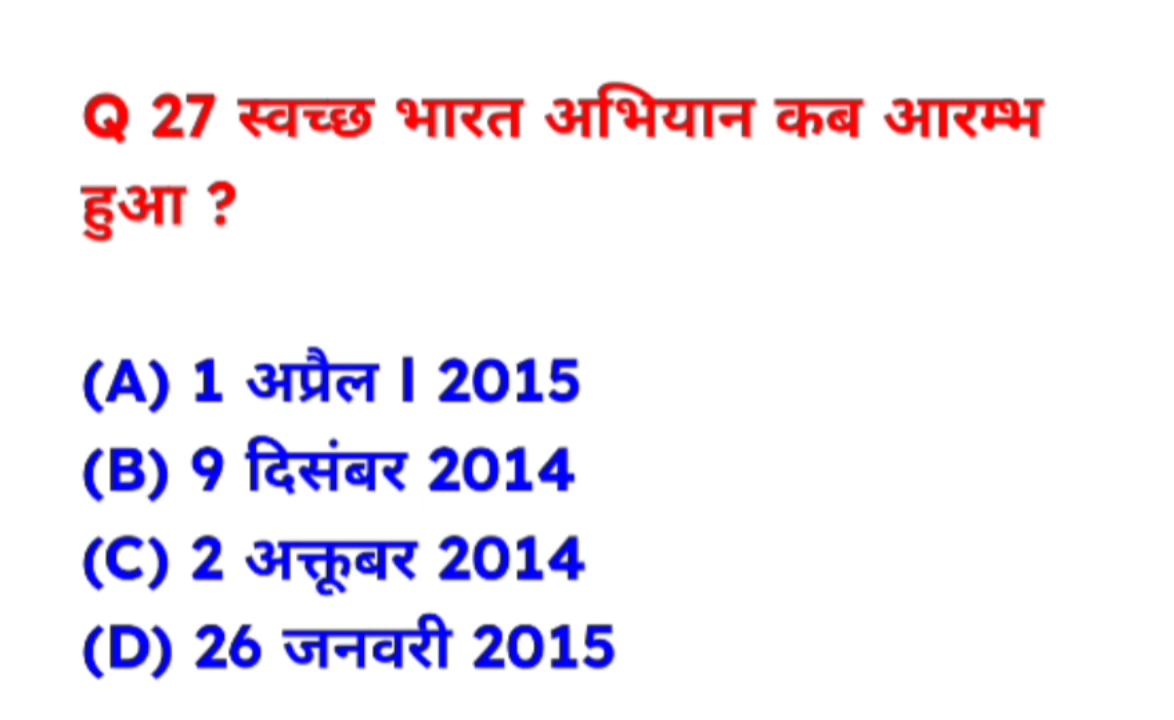 Q 27 स्वच्छ भारत अभियान कब आरम्भ
हुआ ?
(A) 1 अप्रैल l 2015
(B) 9 दिसंबर 2014
(C) 2 अक्तूबर 2014
(D) 26 जनवरी 2015